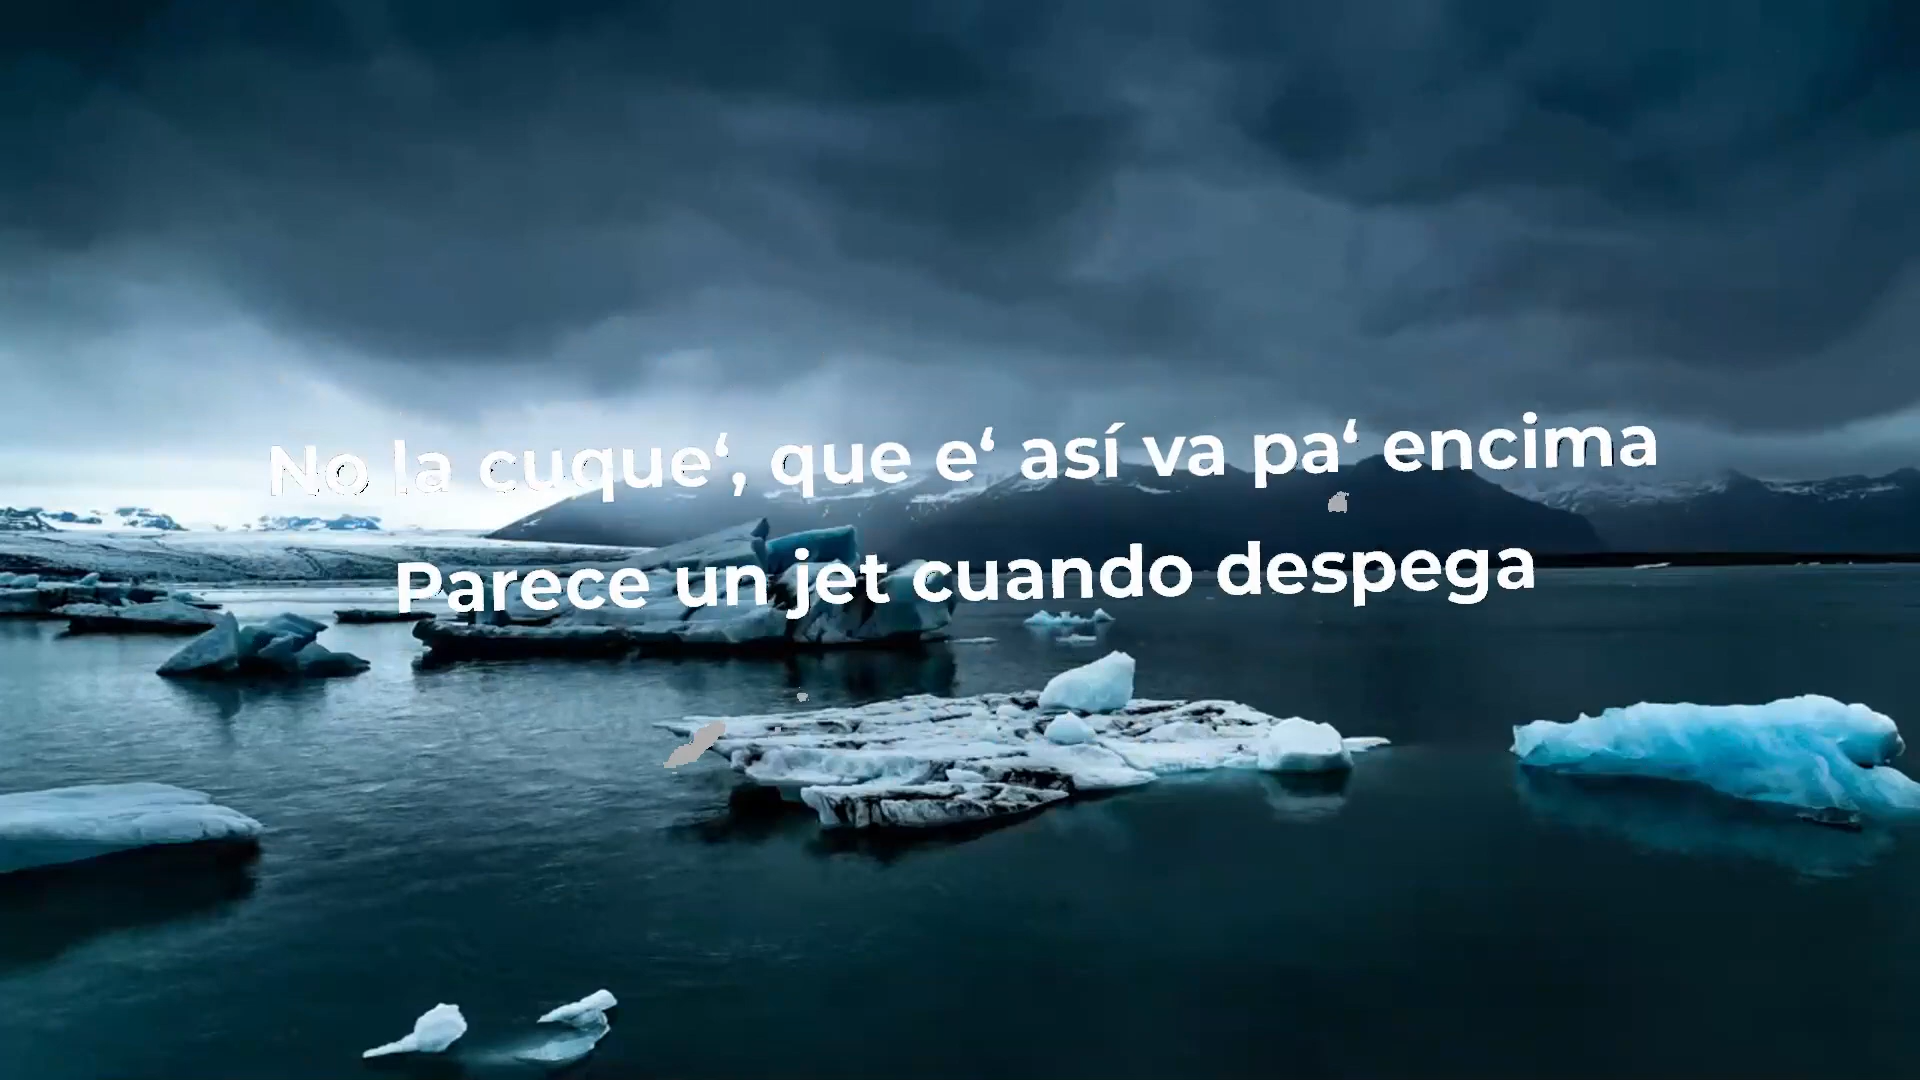 No la cuque‘, que e‘ así va pa‘ encima
Parece un jet cuando despega